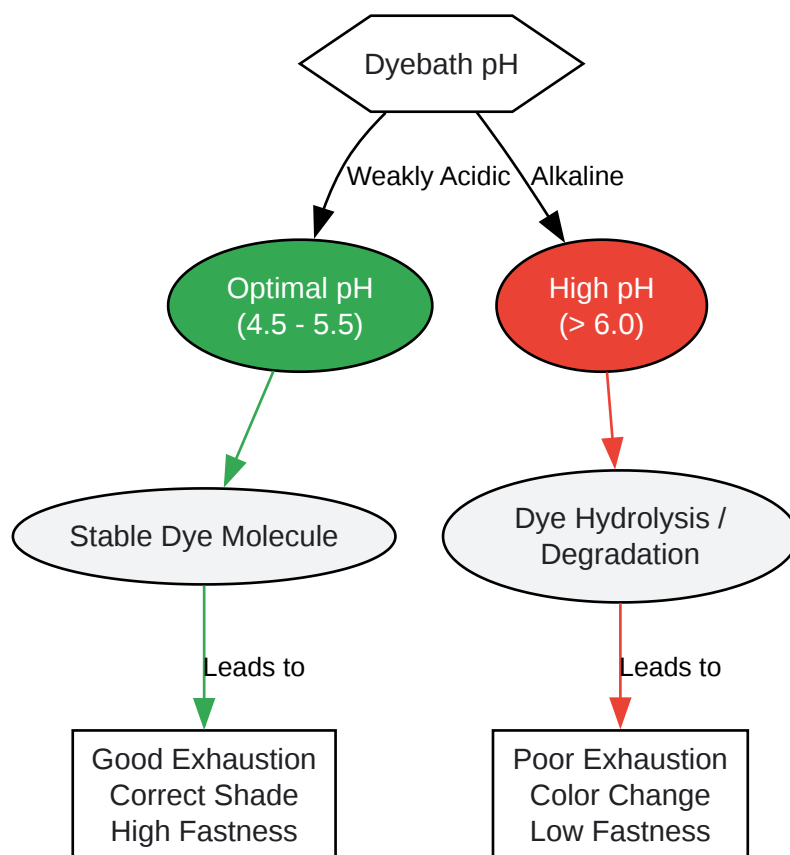 Dyebath pH
Weakly Acidic
Alkaline
Optimal pH
(4.5 - 5.5)
High pH
(> 6.0)
Stable Dye Molecule
Dye Hydrolysis /
Degradation
Leads to
Leads to
Good Exhaustion
Correct Shade
High Fastness
Poor Exhaustion
Color Change
Low Fastness